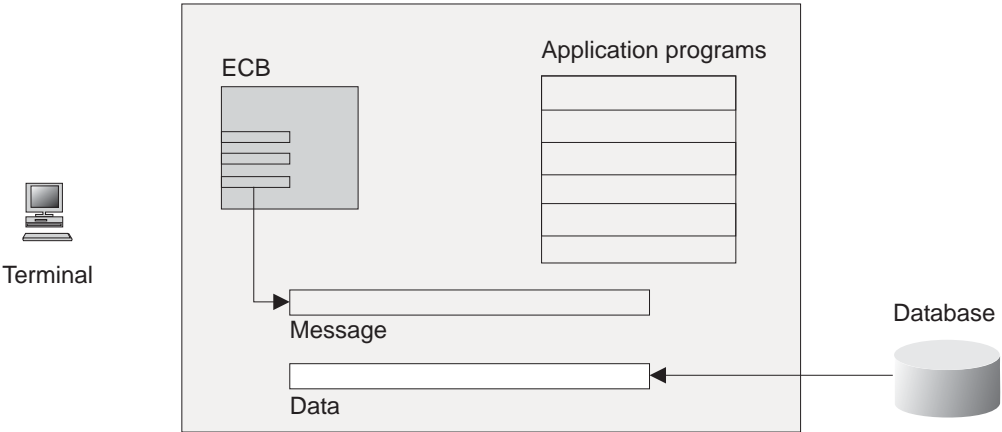 Application programs
ECB
Terminal
Message
Database
Data